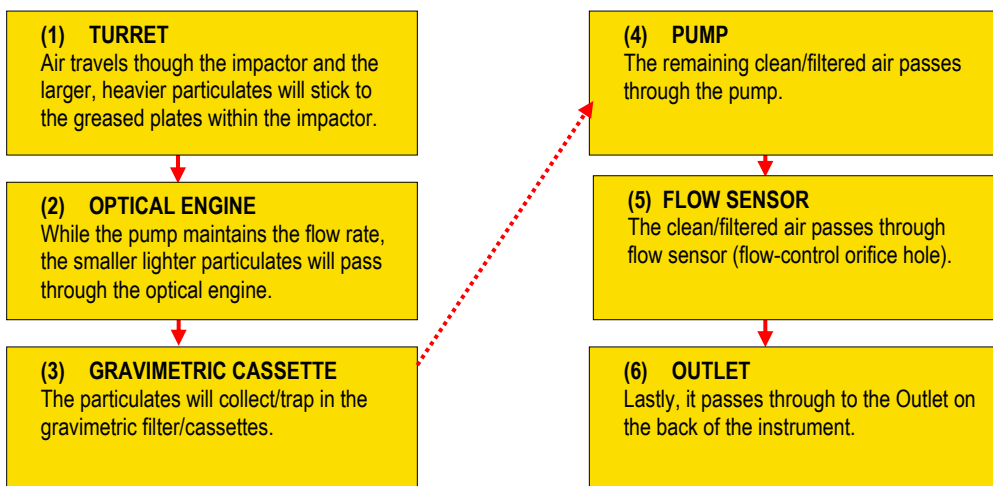 (1) TURRET
Air travels though the impactor and the
larger, heavier particulates will stick to
the greased plates within the impactor.
(2) OPTICAL ENGINE
While the pump maintains the flow rate,
the smaller lighter particulates will pass
through the optical engine.
(3) GRAVIMETRIC CASSETTE
The particulates will collect/trap in the
gravimetric filter/cassettes.
(4) PUMP
The remaining clean/filtered air passes
through the pump.
(5) FLOW SENSOR
The clean/filtered air passes through
flow sensor (flow-control orifice hole).
(6) OUTLET
Lastly, it passes through to the Outlet on
the back of the instrument.